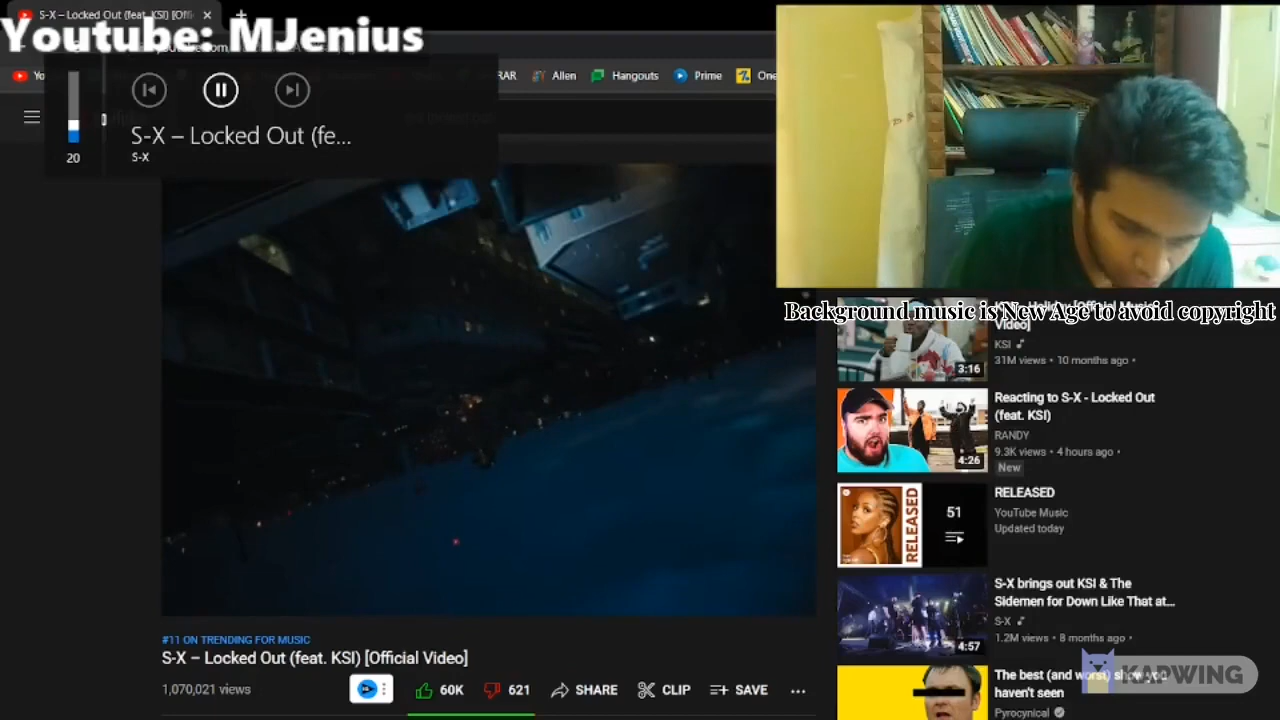 S-X – Locked Out (feat. KSI) [Offi
Youtube: MJenius
RAR
Allen
Hangouts
Prime
One
20
S-X – Locked Out (fe...
S-X
Background music is New Age to avoid copyright
Video]
KSI
31M views • 10 months ago •
3:16
Reacting to S-X - Locked Out
(feat. KSI)
RANDY
9.3K views • 4 hours ago •
New
4:26
RELEASED
RELEASED
YouTube Music
Updated today
51
S-X brings out KSI & The
Sidemen for Down Like That at...
S-X
1.2M views • 8 months ago •
4:57
The best (and worst) show you
haven't seen
Pyrocynical
KAPWING
#11 ON TRENDING FOR MUSIC
S-X – Locked Out (feat. KSI) [Official Video]
1,070,021 views
60K
621
SHARE
CLIP
SAVE